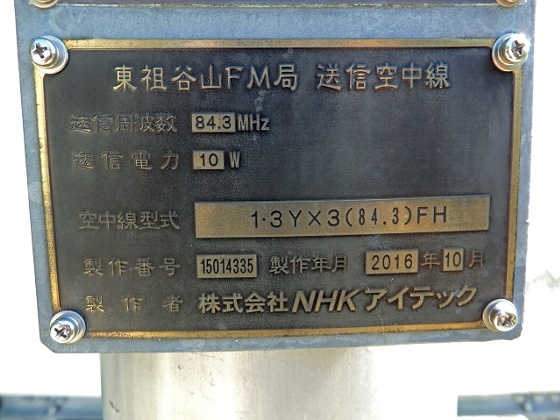 東祖谷山FM局 送信空中線
送信周波数 84.3 MHz
送信電力 10 W
空中線型式 1・3Y×3(84.3)FH
製作番号 15014335 製作年月 2016 年 10 月
製作者 株式会社NHKアイテック